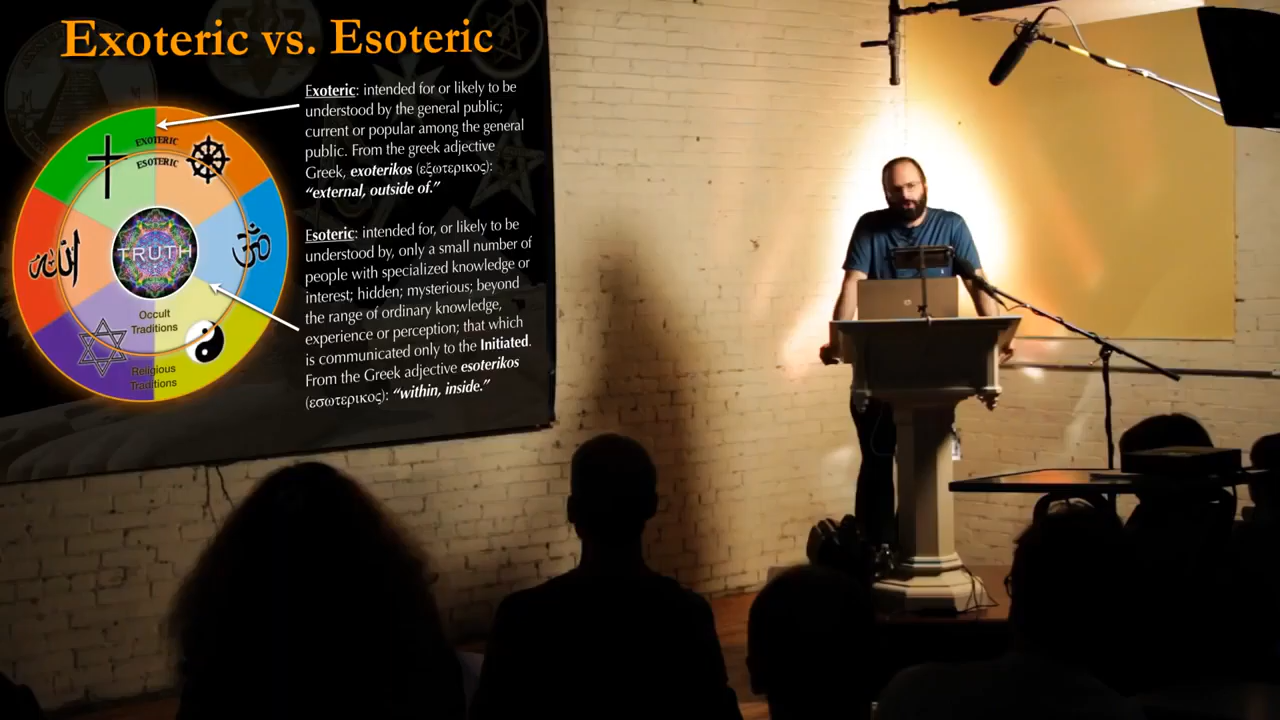 Exoteric vs. Esoteric
Exoteric: intended for or likely to be
understood by the general public;
current or popular among the general
public. From the greek adjective
Greek, exoterikos (εξωτερικος):
“external, outside of.”
Esoteric: intended for, or likely to be
understood by, only a small number of
people with specialized knowledge or
interest; hidden; mysterious; beyond
the range of ordinary knowledge,
experience or perception; that which
is communicated only to the Initiated.
From the Greek adjective esoterikos
(εσωτερικος): “within, inside.”
EXOTERIC
ESOTERIC
TRUTH
الله
ॐ
Occult
Traditions
Religious
Traditions